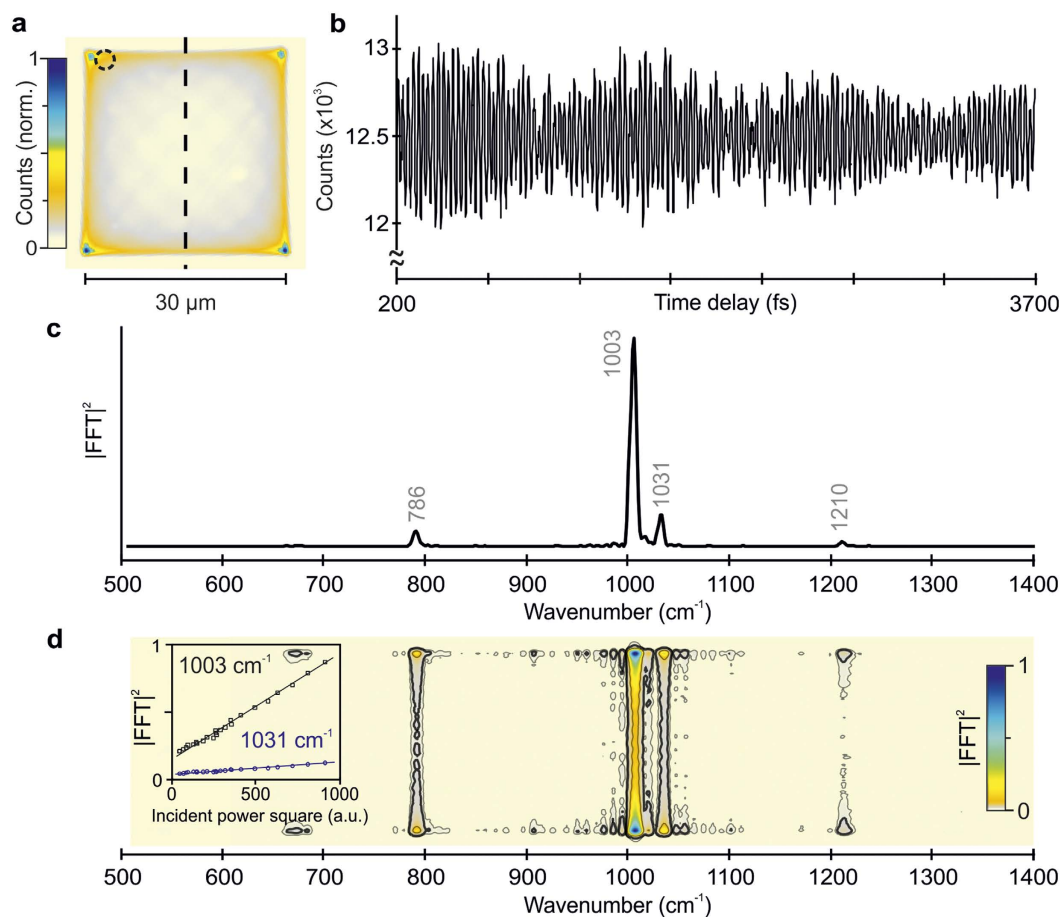 a
Counts (norm.)
1
0
30 µm
b
Counts (x10³)
13
12.5
12
≈
200
Time delay (fs)
3700
c
|FFT|²
786
1003
1031
1210
500 600 700 800 900 1000 1100 1200 1300 1400
Wavenumber (cm⁻¹)
d
|FFT|²
1
0
1003 cm⁻¹
1031 cm⁻¹
0 500 1000
Incident power square (a.u.)
|FFT|²
1
0
500 600 700 800 900 1000 1100 1200 1300 1400
Wavenumber (cm⁻¹)